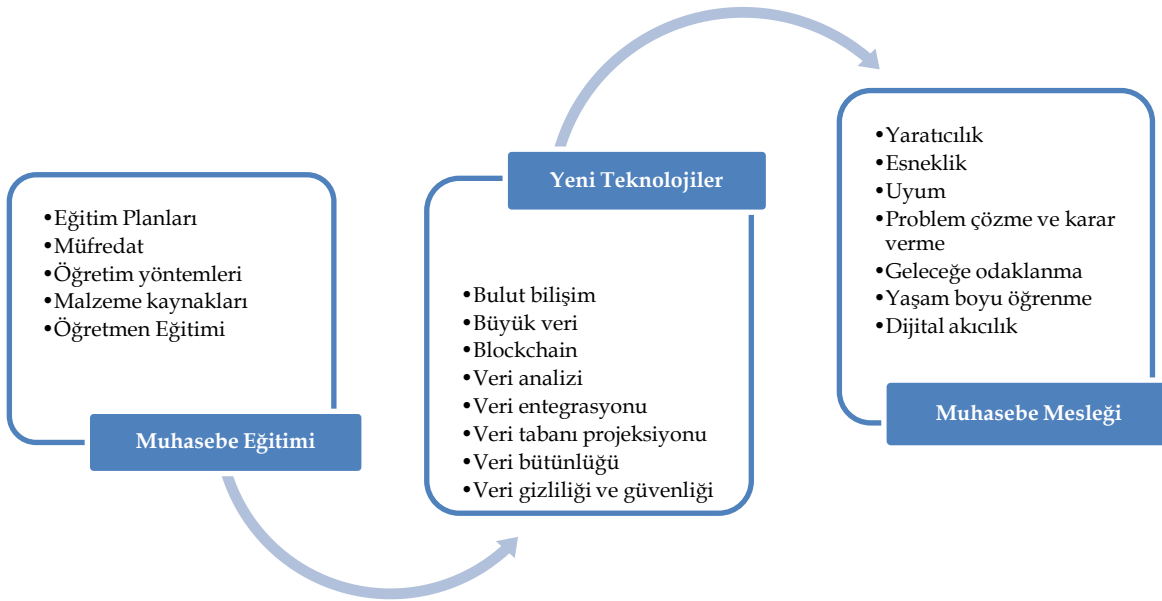 •Eğitim Planları
•Müfredat
•Öğretim yöntemleri
•Malzeme kaynakları
•Öğretmen Eğitimi
Muhasebe Eğitimi
Yeni Teknolojiler
•Bulut bilişim
•Büyük veri
•Blockchain
•Veri analizi
•Veri entegrasyonu
•Veri tabanı projeksiyonu
•Veri bütünlüğü
•Veri gizliliği ve güvenliği
•Yaratıcılık
•Esneklik
•Uyum
•Problem çözme ve karar
verme
•Geleceğe odaklanma
•Yaşam boyu öğrenme
•Dijital akıcılık
Muhasebe Mesleği